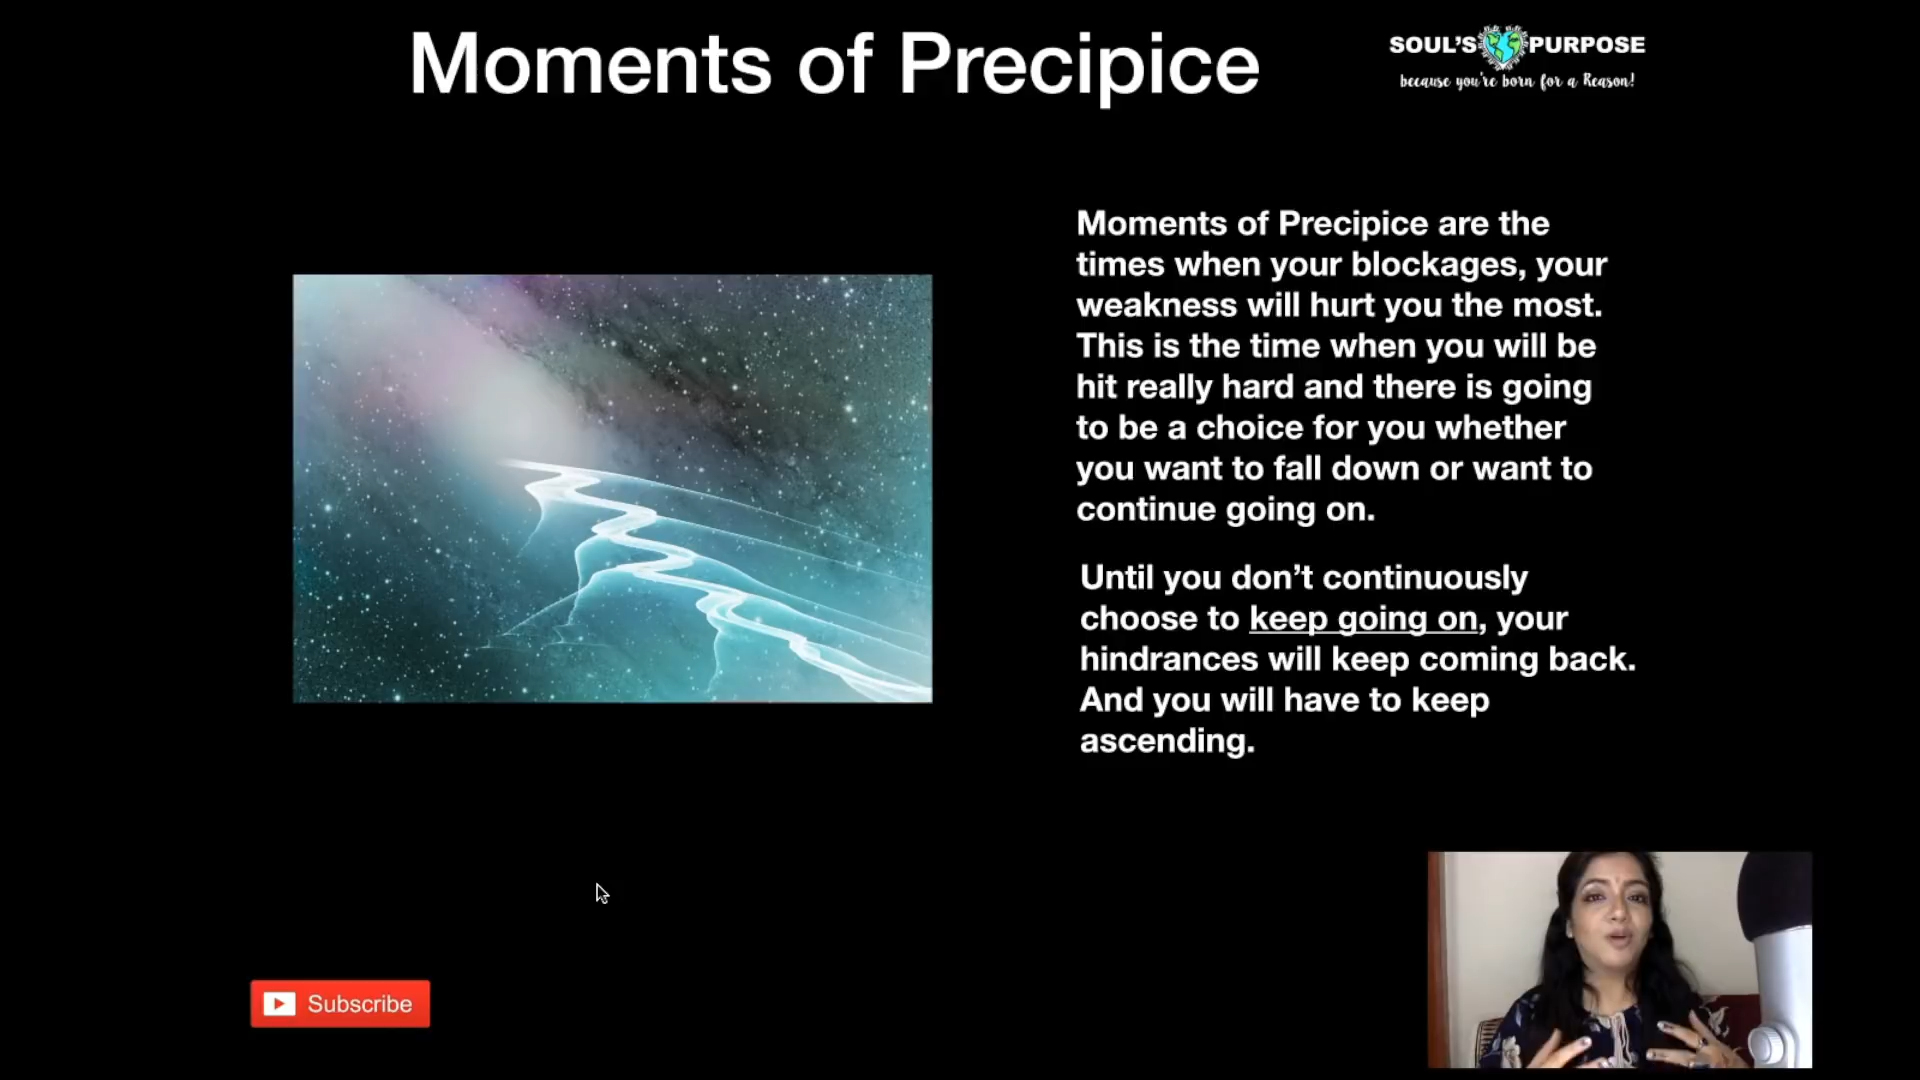 Moments of Precipice
SOUL'S PURPOSE
because you're born for a Reason!
Moments of Precipice are the
times when your blockages, your
weakness will hurt you the most.
This is the time when you will be
hit really hard and there is going
to be a choice for you whether
you want to fall down or want to
continue going on.
Until you don't continuously
choose to keep going on, your
hindrances will keep coming back.
And you will have to keep
ascending.
Subscribe